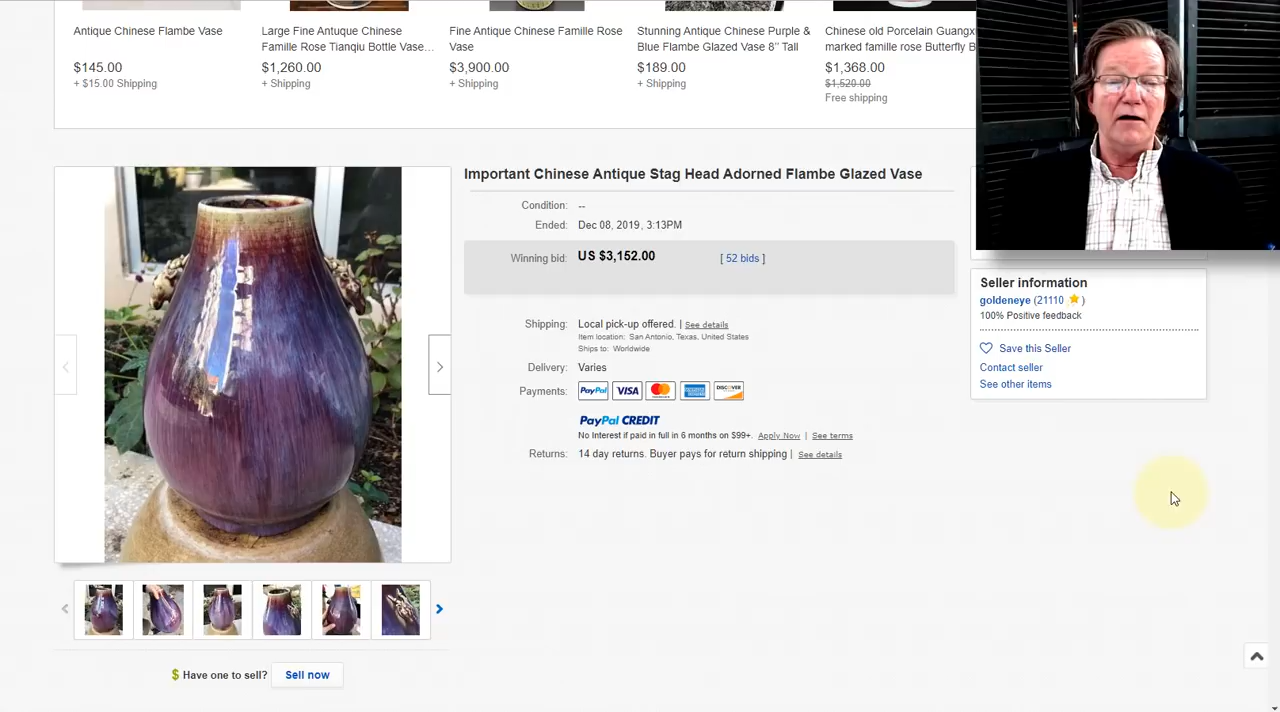 Antique Chinese Flambe Vase
$145.00
+ $15.00 Shipping
Large Fine Antuque Chinese
Famille Rose Tianqiu Bottle Vase...
$1,260.00
+ Shipping
Fine Antique Chinese Famille Rose
Vase
$3,900.00
+ Shipping
Stunning Antique Chinese Purple &
Blue Flambe Glazed Vase 8'' Tall
$189.00
+ Shipping
Chinese old Porcelain Guangx
marked famille rose Butterfly B
$1,368.00
$1,520.00
Free shipping
Important Chinese Antique Stag Head Adorned Flambe Glazed Vase
Condition: --
Ended: Dec 08, 2019, 3:13PM
Winning bid: US $3,152.00 [ 52 bids ]
Shipping: Local pick-up offered. | See details
Item location: San Antonio, Texas, United States
Ships to: Worldwide
Delivery: Varies
Payments: PayPal VISA MasterCard AMERICAN EXPRESS DISCOVER
PayPal CREDIT
No Interest if paid in full in 6 months on $99+. Apply Now | See terms
Returns: 14 day returns. Buyer pays for return shipping | See details
Seller information
goldeneye (21110 )
100% Positive feedback
Save this Seller
Contact seller
See other items
$ Have one to sell? Sell now